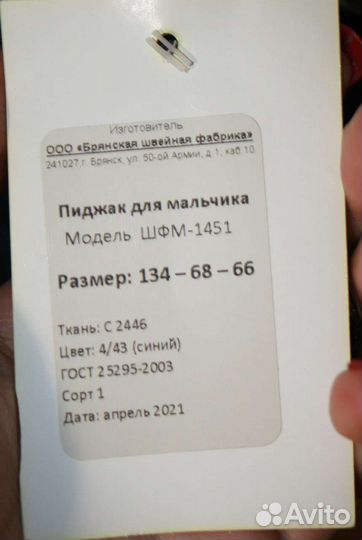 Изготовитель
ООО «Брянская швейная фабрика»
241027,г. Брянск, ул. 50-ой Армии, д.1, каб.10
Пиджак для мальчика
Модель ШФМ-1451
Размер: 134 – 68 – 66
Ткань: С 2446
Цвет: 4/43 (синий)
ГОСТ 25295-2003
Сорт 1
Дата: апрель 2021
Avito